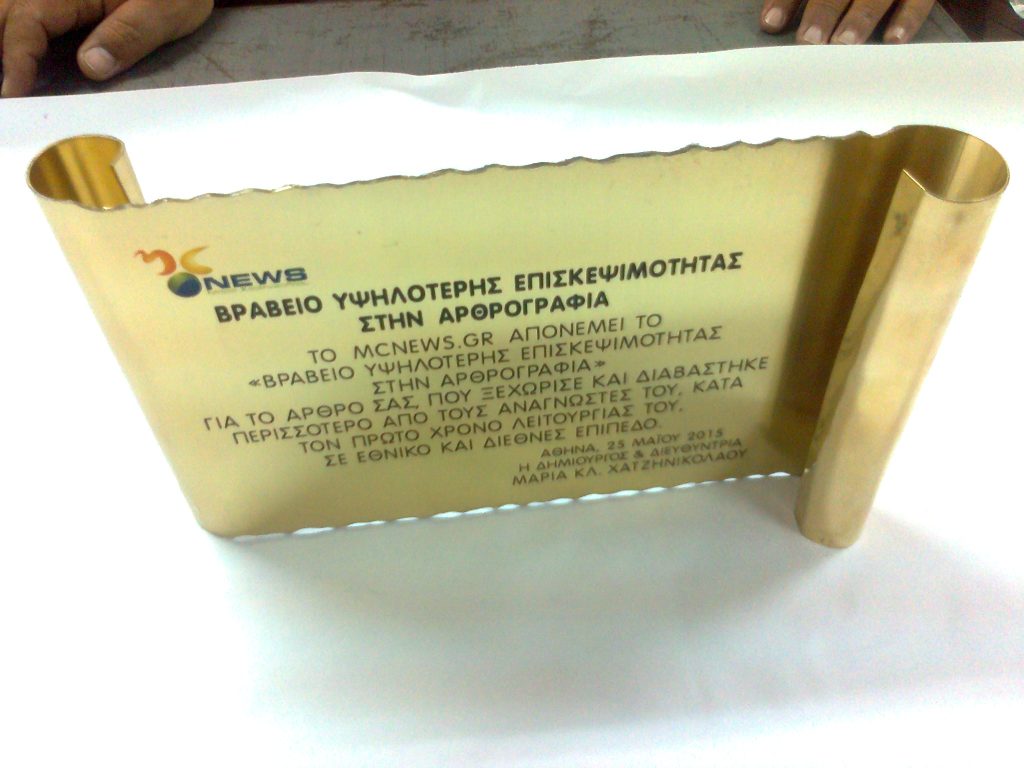 mc NEWS
ΒΡΑΒΕΙΟ ΥΨΗΛΟΤΕΡΗΣ ΕΠΙΣΚΕΨΙΜΟΤΗΤΑΣ
ΣΤΗΝ ΑΡΘΡΟΓΡΑΦΙΑ
ΤΟ MCNEWS.GR ΑΠΟΝΕΜΕΙ ΤΟ
«ΒΡΑΒΕΙΟ ΥΨΗΛΟΤΕΡΗΣ ΕΠΙΣΚΕΨΙΜΟΤΗΤΑΣ
ΣΤΗΝ ΑΡΘΡΟΓΡΑΦΙΑ»
ΓΙΑ ΤΟ ΑΡΘΡΟ ΣΑΣ, ΠΟΥ ΞΕΧΩΡΙΣΕ ΚΑΙ ΔΙΑΒΑΣΤΗΚΕ
ΠΕΡΙΣΣΟΤΕΡΟ ΑΠΟ ΤΟΥΣ ΑΝΑΓΝΩΣΤΕΣ ΤΟΥ, ΚΑΤΑ
ΤΟΝ ΠΡΩΤΟ ΧΡΟΝΟ ΛΕΙΤΟΥΡΓΙΑΣ ΤΟΥ,
ΣΕ ΕΘΝΙΚΟ ΚΑΙ ΔΙΕΘΝΕΣ ΕΠΙΠΕΔΟ.
ΑΘΗΝΑ, 25 ΜΑΪΟΥ 2015
Η ΔΗΜΙΟΥΡΓΟΣ & ΔΙΕΥΘΥΝΤΡΙΑ
ΜΑΡΙΑ ΚΛ. ΧΑΤΖΗΝΙΚΟΛΑΟΥ